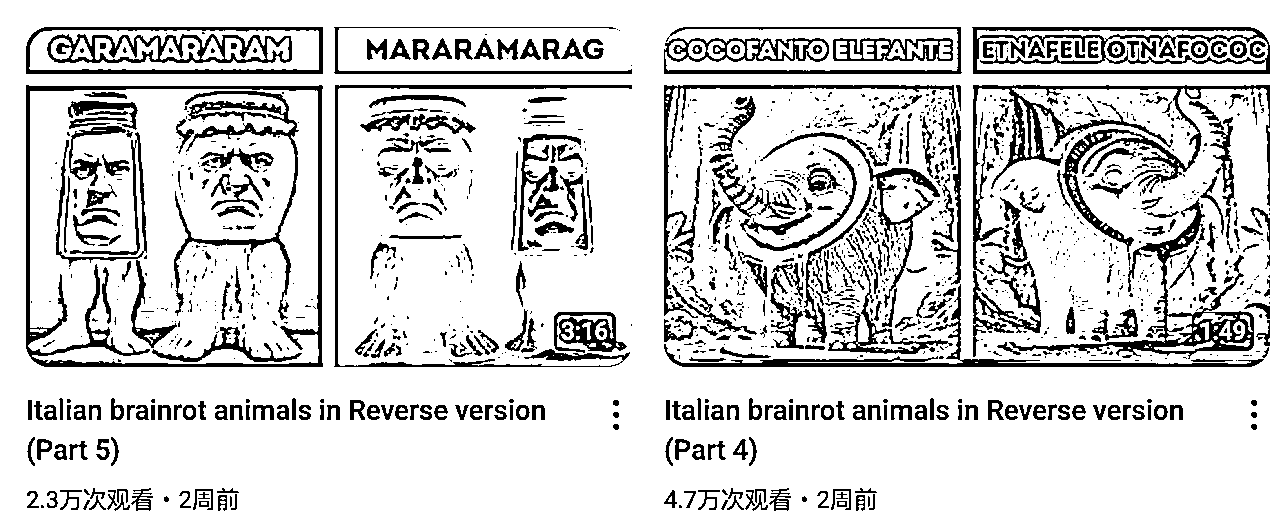 GARAMARARAM
MARARAMARAG
3:16
Italian brainrot animals in Reverse version
(Part 5)
2.3万次观看・2周前
COCOFANTO ELEFANTE
ETNAFELE OTNAFOCOC
1:49
Italian brainrot animals in Reverse version
(Part 4)
4.7万次观看・2周前